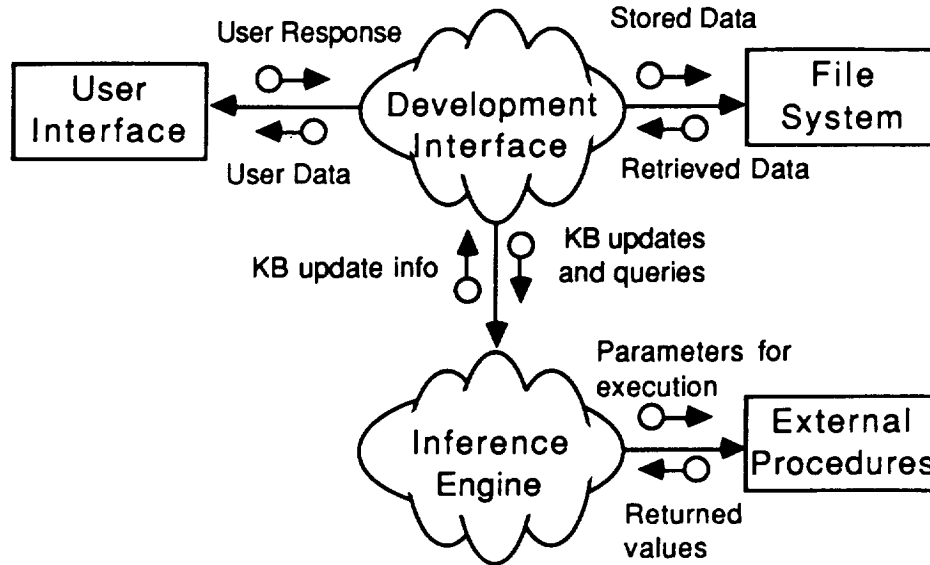 User Response
Stored Data
User
Interface
Development
Interface
File
System
User Data
Retrieved Data
KB update info
KB updates
and queries
Parameters for
execution
Inference
Engine
External
Procedures
Returned
values